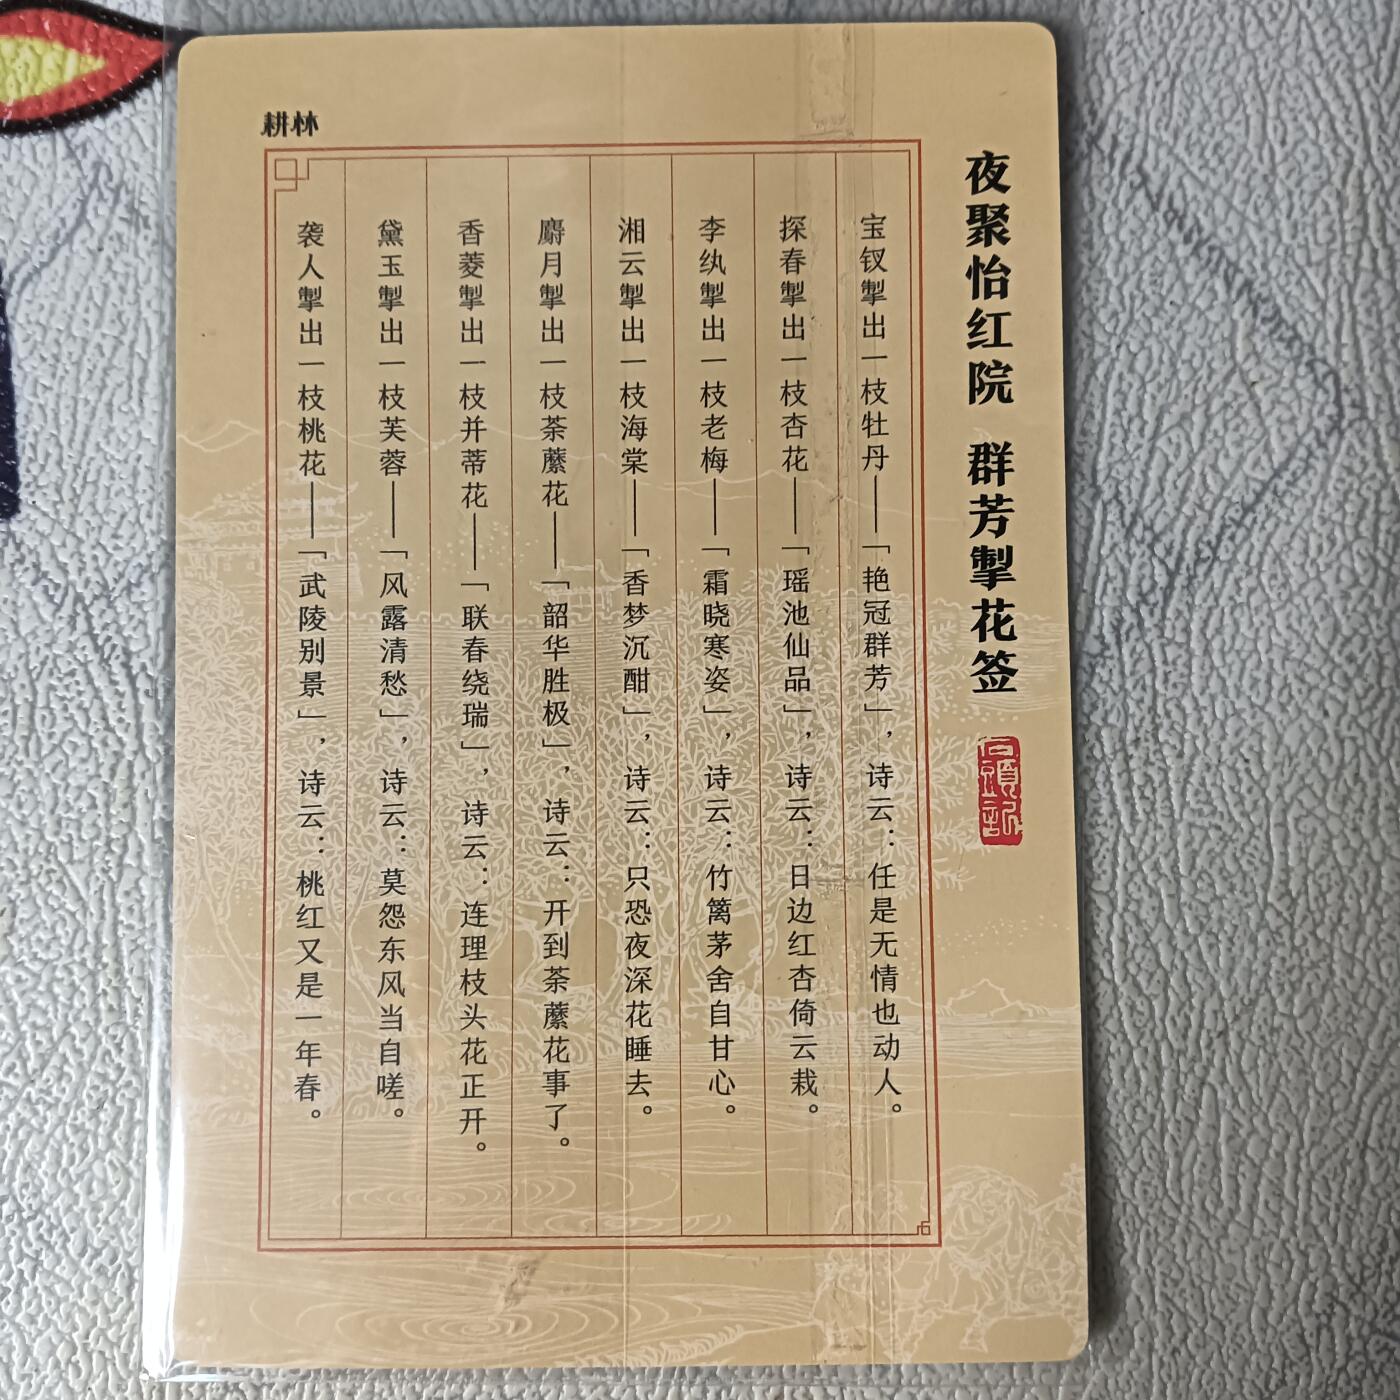 夜聚怡红院　群芳掣花签
石頭記
宝钗掣出一枝牡丹——「艳冠群芳」，诗云：任是无情也动人。
探春掣出一枝杏花——「瑶池仙品」，诗云：日边红杏倚云栽。
李纨掣出一枝老梅——「霜晓寒姿」，诗云：竹篱茅舍自甘心。
湘云掣出一枝海棠——「香梦沉酣」，诗云：只恐夜深花睡去。
麝月掣出一枝荼蘼花——「韶华胜极」，诗云：开到荼蘼花事了。
香菱掣出一枝并蒂花——「联春绕瑞」，诗云：连理枝头花正开。
黛玉掣出一枝芙蓉——「风露清愁」，诗云：莫怨东风当自嗟。
袭人掣出一枝桃花——「武陵别景」，诗云：桃红又是一年春。
耕林